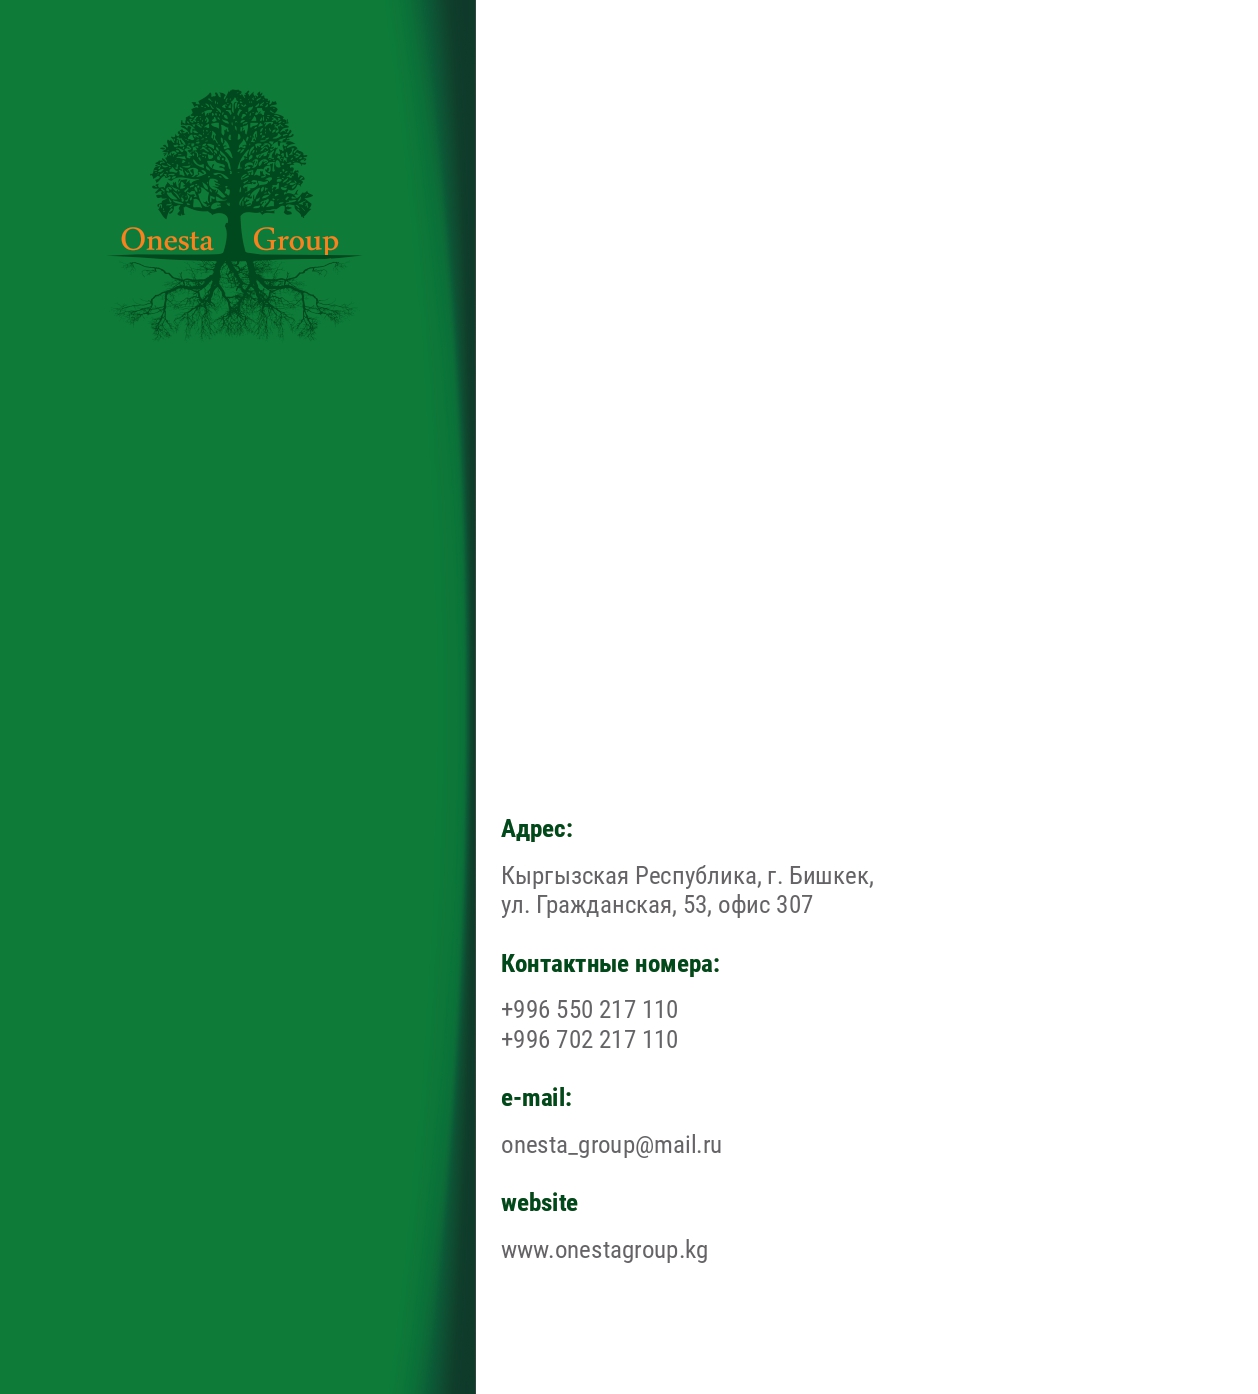 Onesta Group
Адрес:
Кыргызская Республика, г. Бишкек,
ул. Гражданская, 53, офис 307
Контактные номера:
+996 550 217 110
+996 702 217 110
e-mail:
onesta_group@mail.ru
website
www.onestagroup.kg